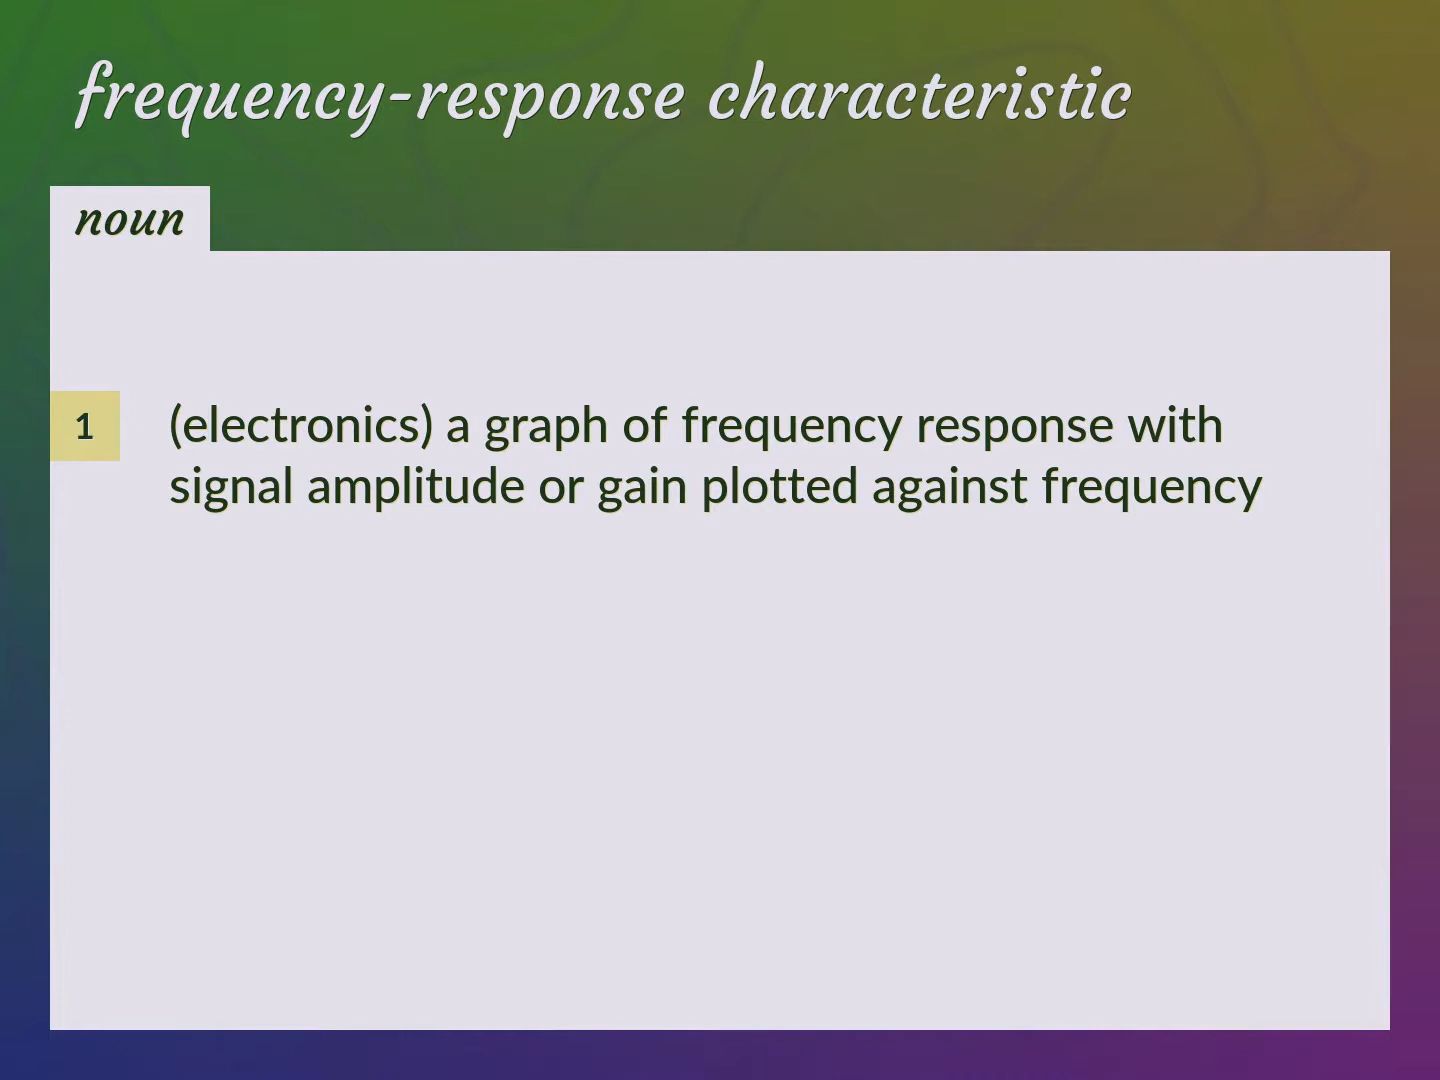 frequency-response characteristic
noun
1
(electronics) a graph of frequency response with
signal amplitude or gain plotted against frequency